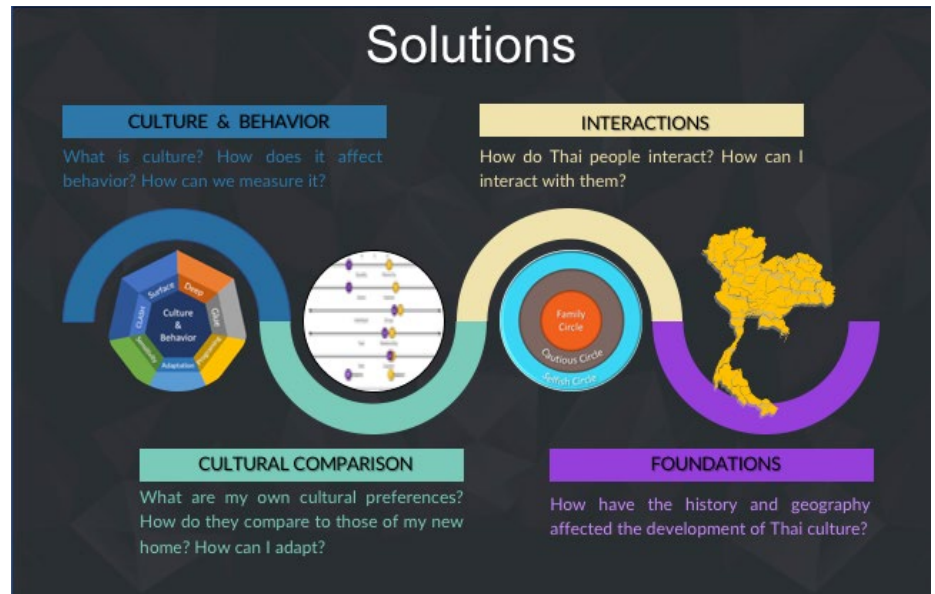 Solutions
CULTURE & BEHAVIOR
What is culture? How does it affect
behavior? How can we measure it?
INTERACTIONS
How do Thai people interact? How can I
interact with them?
Surface
Deep
Glue
Programming
Adaptation
Sensitivity
CLASH
Culture
&
Behavior
Family
Circle
Cautious Circle
Selfish Circle
CULTURAL COMPARISON
What are my own cultural preferences?
How do they compare to those of my new
home? How can I adapt?
FOUNDATIONS
How have the history and geography
affected the development of Thai culture?